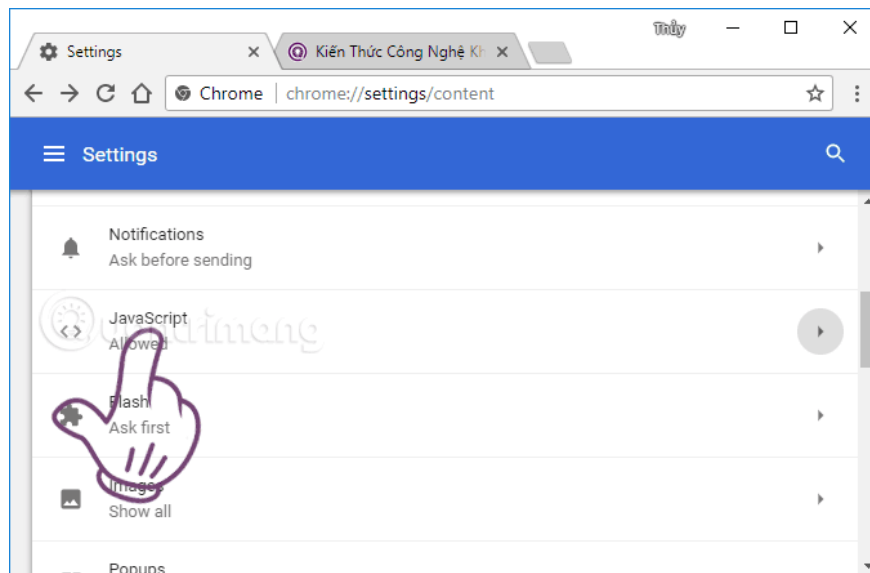 Thủy
Settings
Kiến Thức Công Nghệ Kh
Chrome
chrome://settings/content
Settings
Notifications
Ask before sending
JavaScript
Allowed
Quantrimang
Flash
Ask first
Images
Show all
Popups